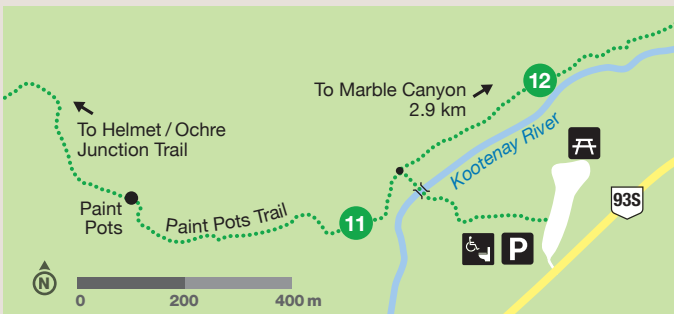 To Marble Canyon
2.9 km
12
To Helmet / Ochre
Junction Trail
Kootenay River
93S
Paint
Pots
Paint Pots Trail
11
P
N
0 200 400 m